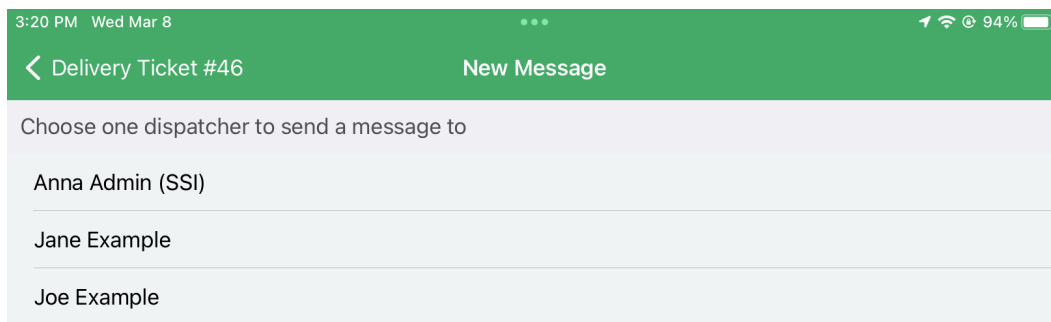 3:20 PM Wed Mar 8 94%
Delivery Ticket #46 New Message
Choose one dispatcher to send a message to
Anna Admin (SSI)
Jane Example
Joe Example